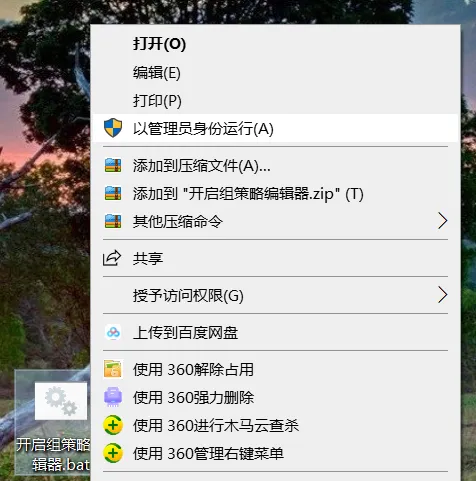 打开(O)
编辑(E)
打印(P)
以管理员身份运行(A)
添加到压缩文件(A)...
添加到 "开启组策略编辑器.zip" (T)
其他压缩命令
共享
授予访问权限(G)
上传到百度网盘
使用 360解除占用
使用 360强力删除
使用 360进行木马云查杀
使用 360管理右键菜单
开启组策略
辑器.bat